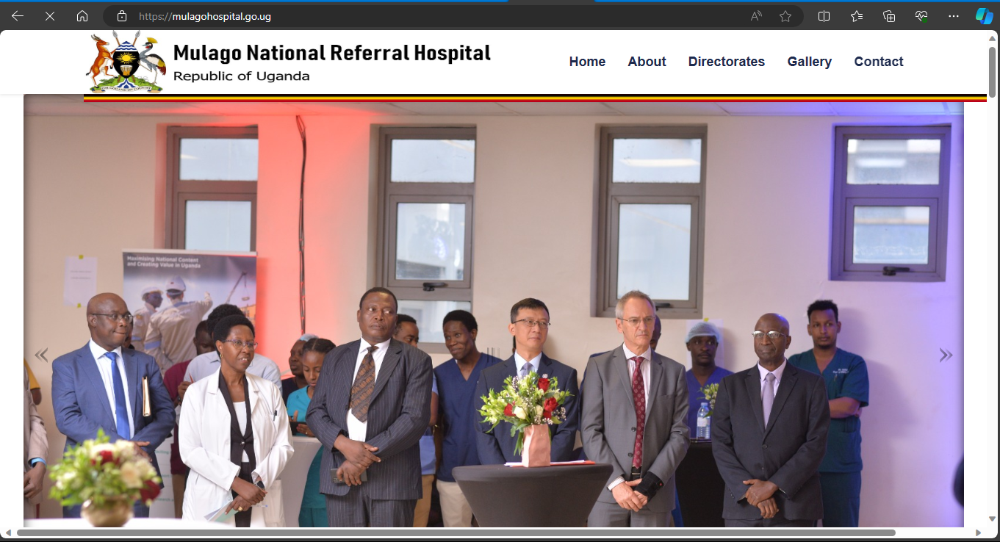 https://mulagohospital.go.ug
Mulago National Referral Hospital
Republic of Uganda
Home About Directorates Gallery Contact
Maximising National Content
and Creating Value in Uganda